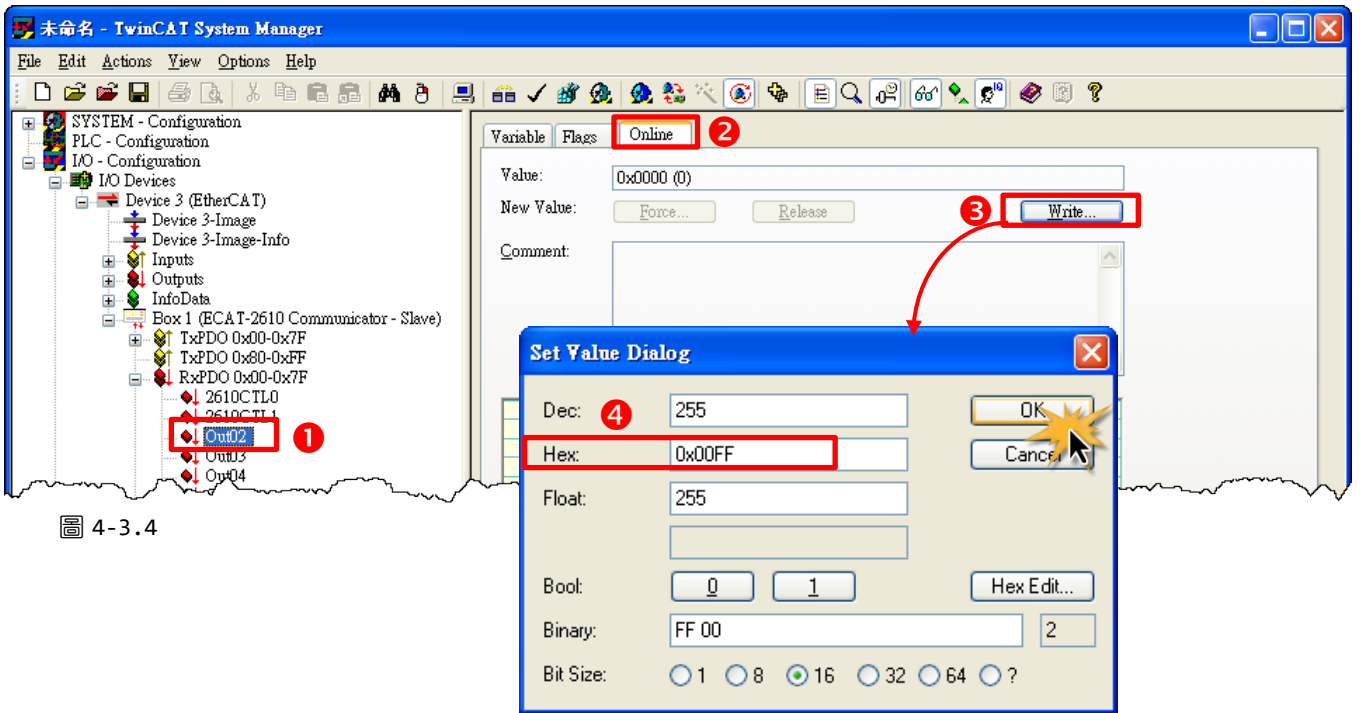 未命名 - TwinCAT System Manager
File Edit Actions View Options Help
SYSTEM - Configuration
PLC - Configuration
I/O - Configuration
I/O Devices
Device 3 (EtherCAT)
Device 3-Image
Device 3-Image-Info
Inputs
Outputs
InfoData
Box 1 (ECAT-2610 Communicator - Slave)
TxPDO 0x00-0x7F
TxPDO 0x80-0xFF
RxPDO 0x00-0x7F
2610CTL0
2610CTL1
Out02 ❶
Out03
Out04
Variable Flags Online ❷
Value: 0x0000 (0)
New Value: Force... Release ❸ Write...
Comment:
Set Value Dialog
Dec: ❹ 255 OK
Hex: 0x00FF Cancel
Float: 255
Bool: 0 1 Hex Edit...
Binary: FF 00 2
Bit Size: 1 8 16 32 64 ?
圖 4-3.4